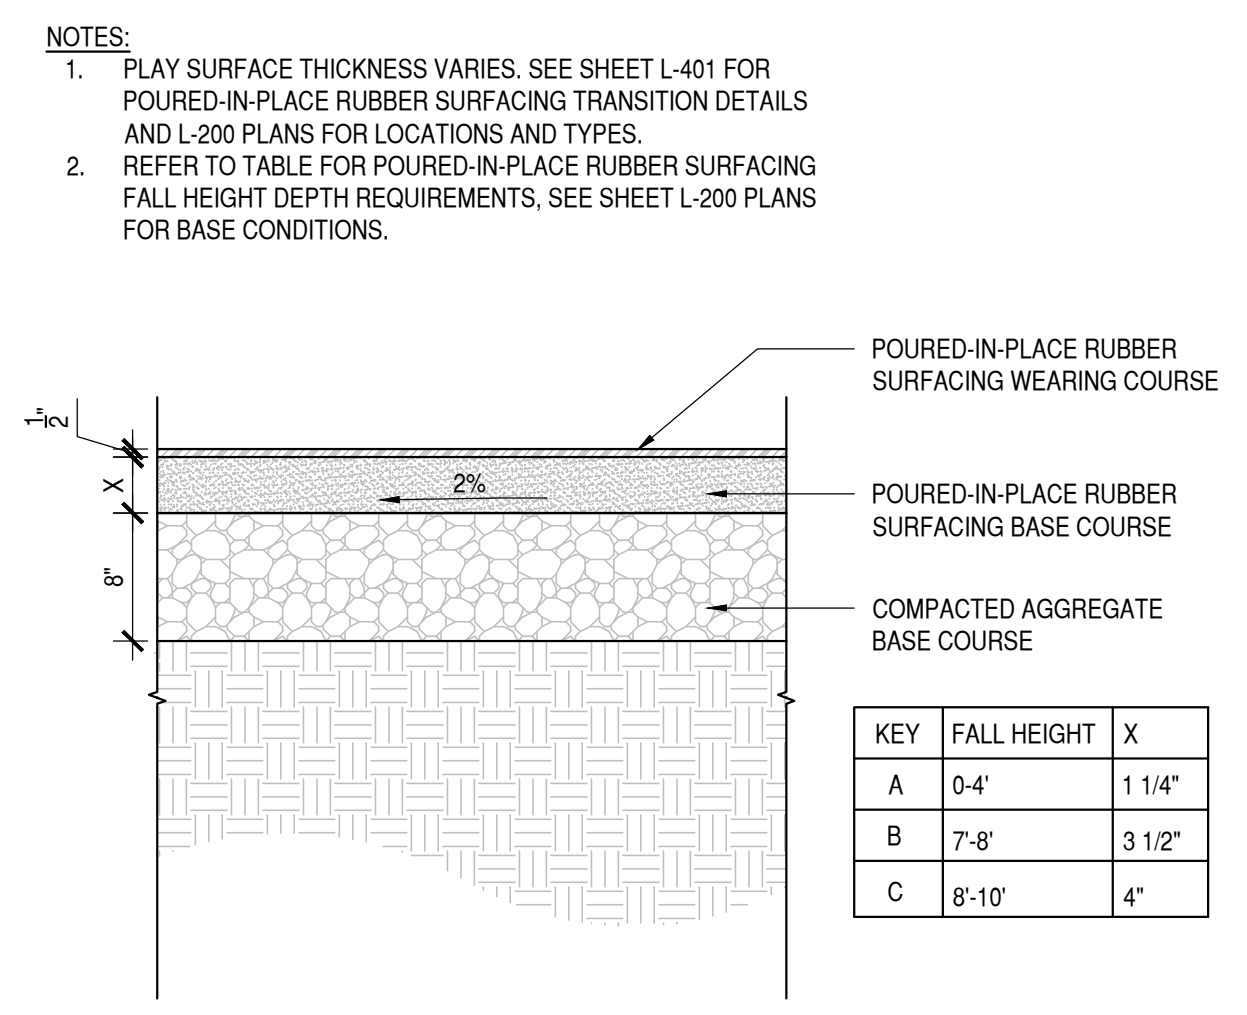 NOTES:
1. PLAY SURFACE THICKNESS VARIES. SEE SHEET L-401 FOR
POURED-IN-PLACE RUBBER SURFACING TRANSITION DETAILS
AND L-200 PLANS FOR LOCATIONS AND TYPES.
2. REFER TO TABLE FOR POURED-IN-PLACE RUBBER SURFACING
FALL HEIGHT DEPTH REQUIREMENTS, SEE SHEET L-200 PLANS
FOR BASE CONDITIONS.
POURED-IN-PLACE RUBBER
SURFACING WEARING COURSE
1/2"
X
2%
POURED-IN-PLACE RUBBER
SURFACING BASE COURSE
8"
COMPACTED AGGREGATE
BASE COURSE
KEY FALL HEIGHT X
A 0-4' 1 1/4"
B 7'-8' 3 1/2"
C 8'-10' 4"